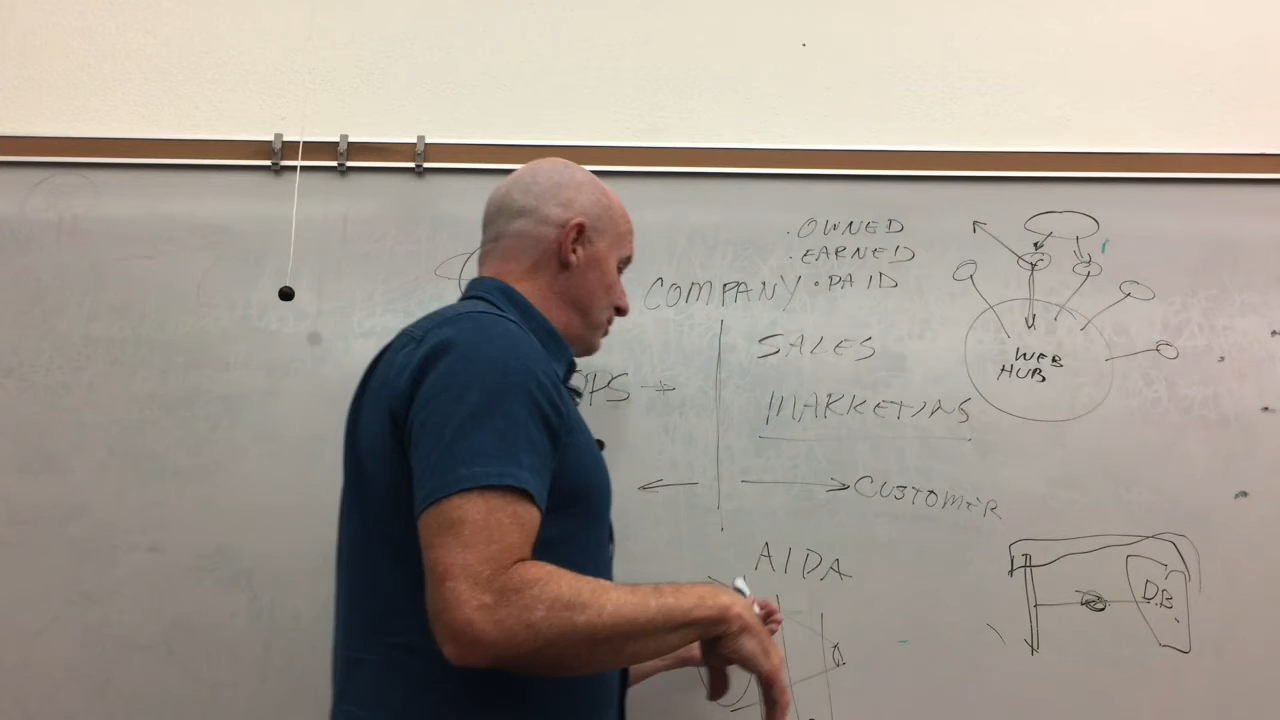 . OWNED
. EARNED
COMPANY • PAID
SALES
MARKETING
CUSTOMER
AIDA
WEB
HUB
D.B